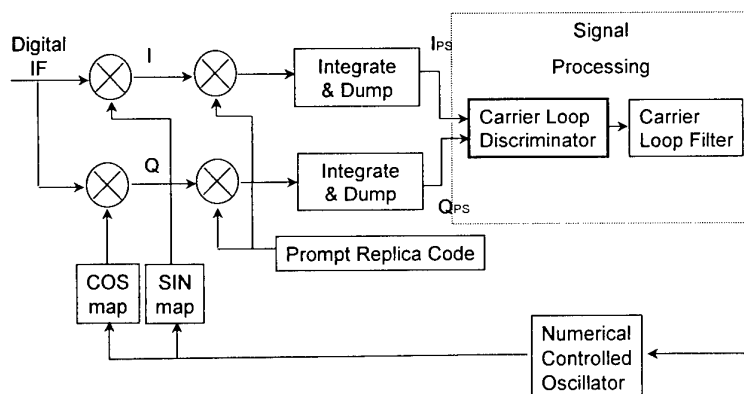 Digital
IF
I
Integrate
& Dump
IPS
Signal
Processing
Carrier Loop
Discriminator
Carrier
Loop Filter
Q
Integrate
& Dump
QPS
Prompt Replica Code
COS
map
SIN
map
Numerical
Controlled
Oscillator